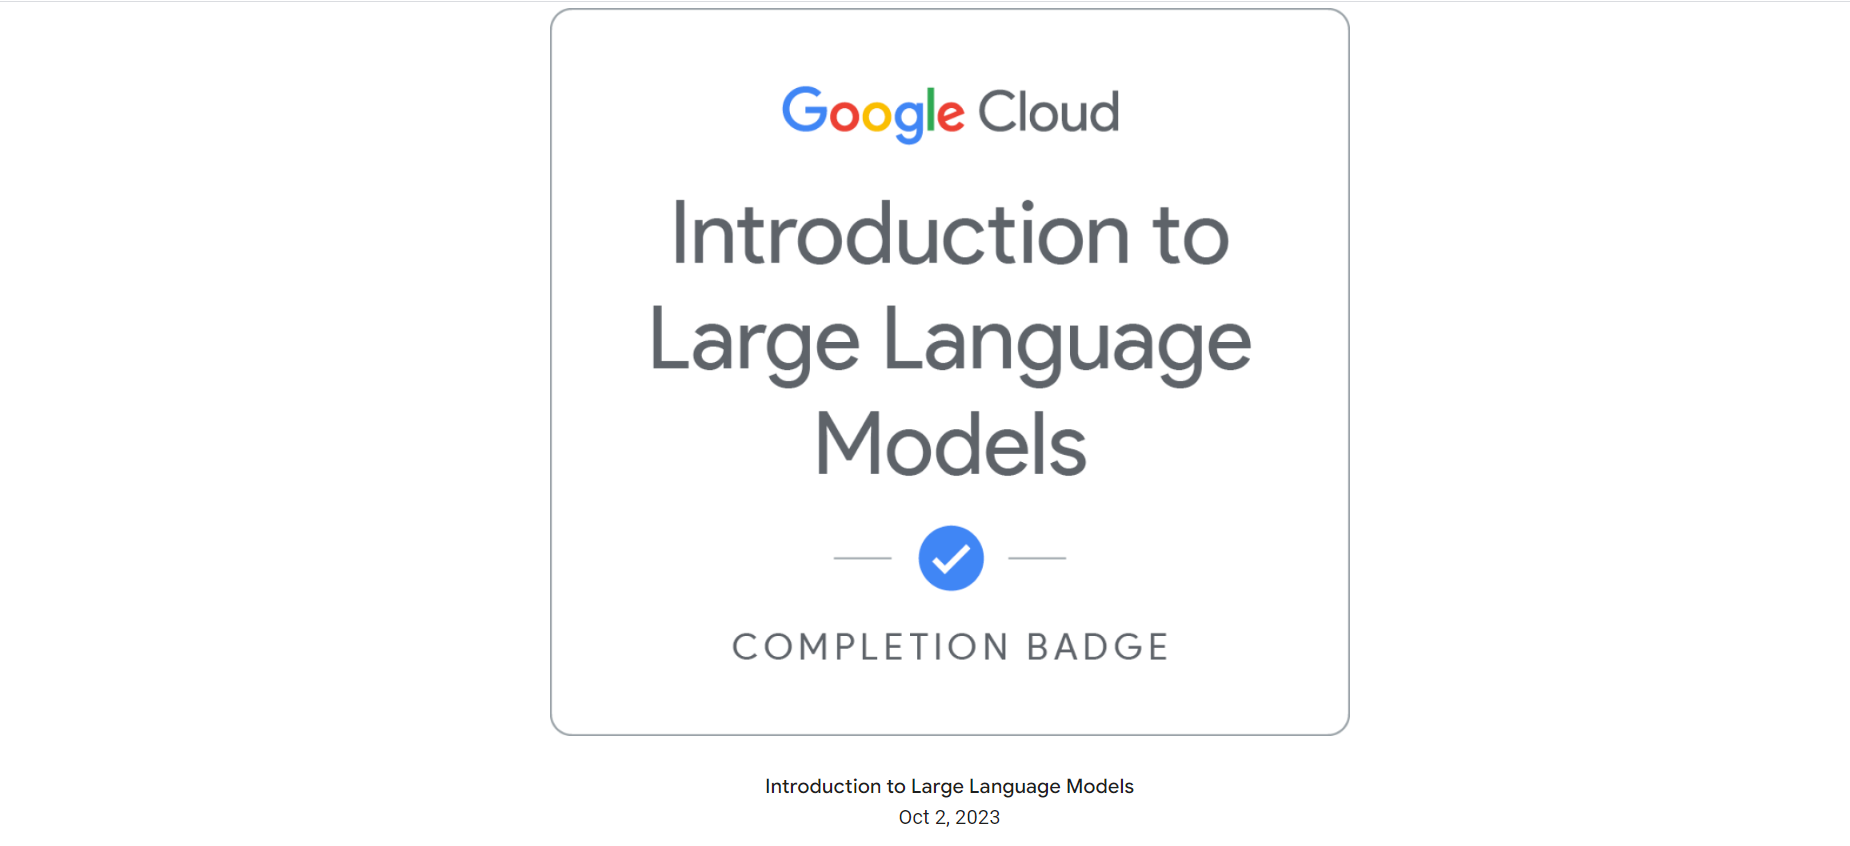 Google Cloud
Introduction to
Large Language
Models
COMPLETION BADGE
Introduction to Large Language Models
Oct 2, 2023